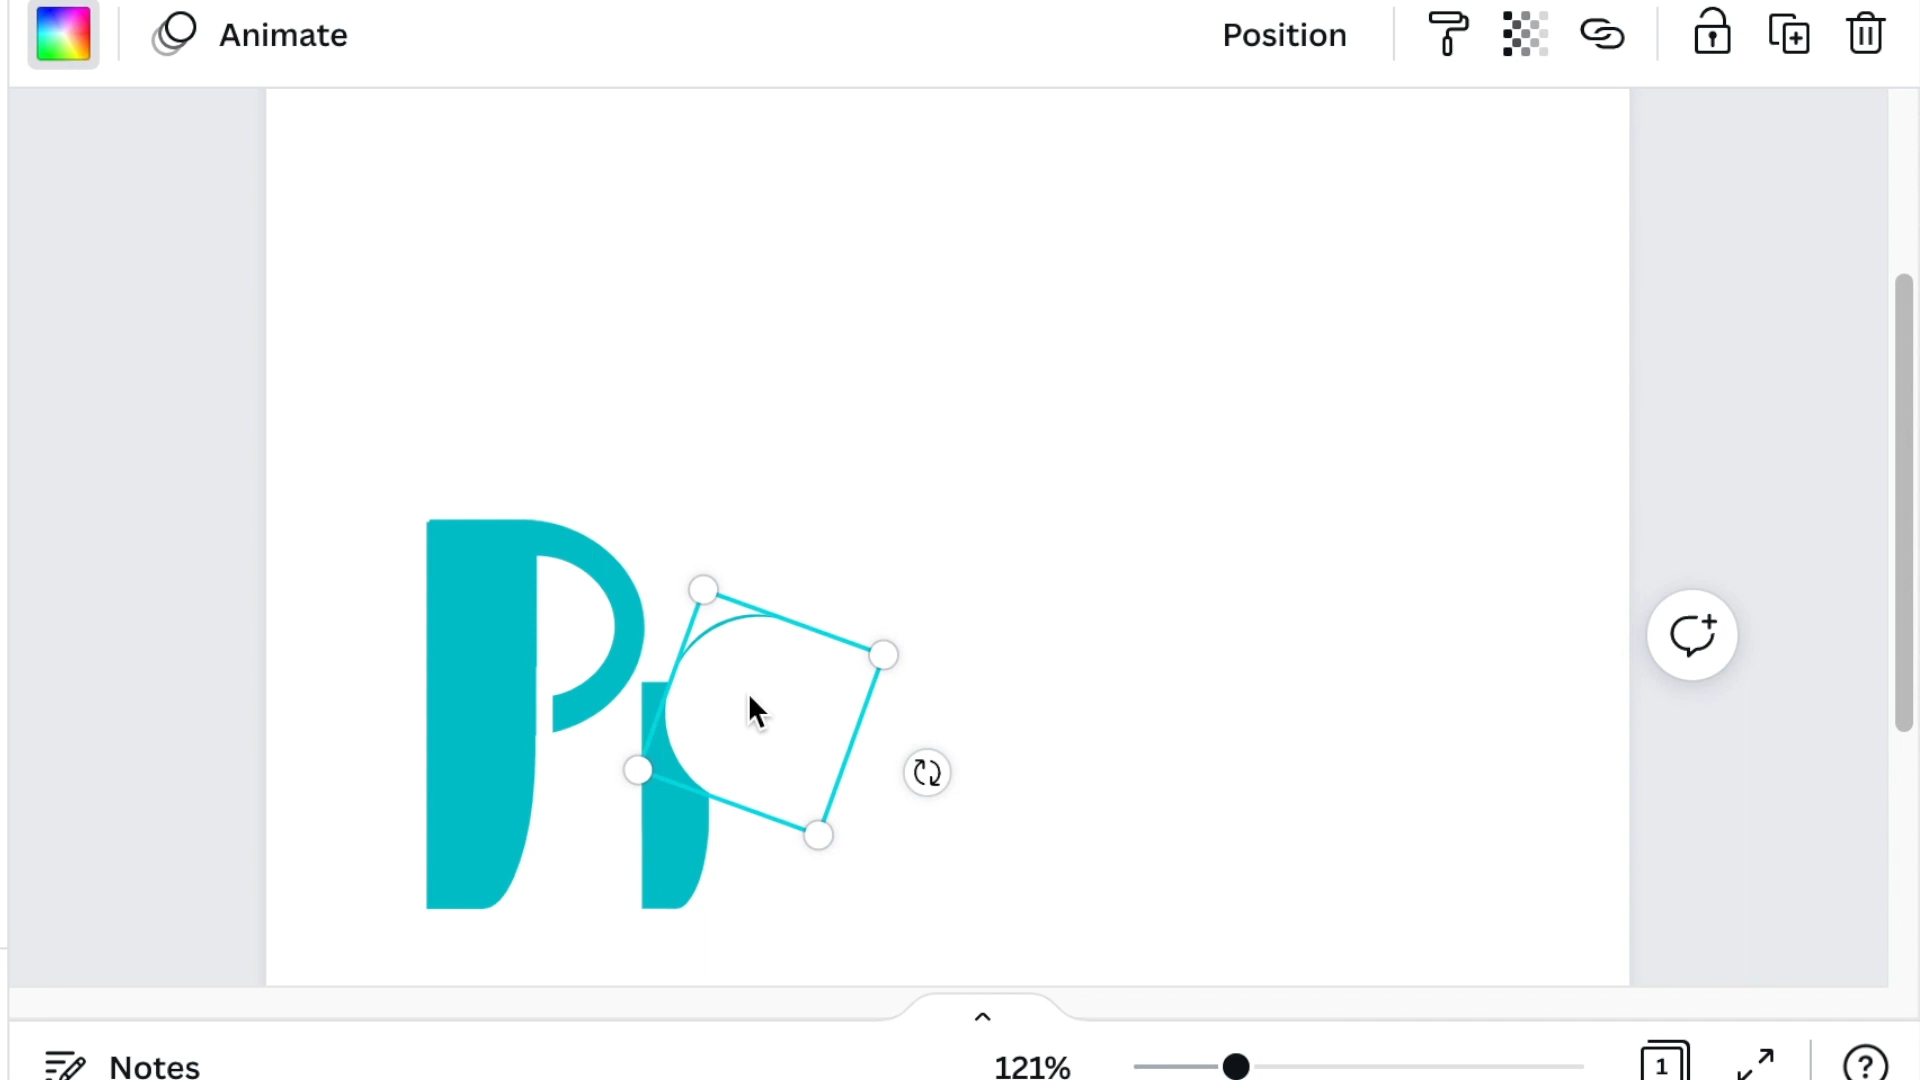 Animate
Position
P
Notes
121%
1
?